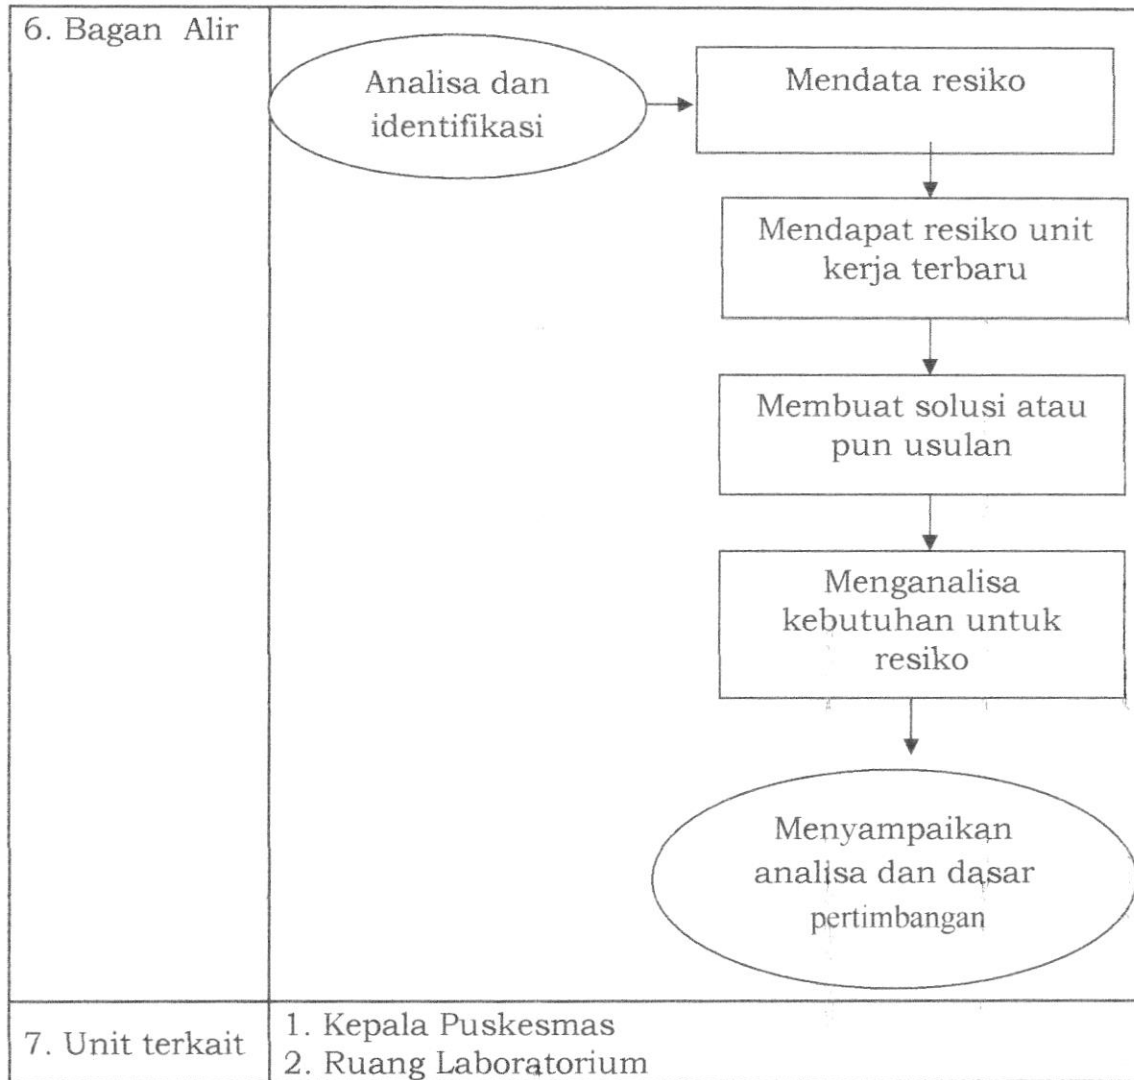 6. Bagan Alir
Analisa dan
identifikasi
Mendata resiko
Mendapat resiko unit
kerja terbaru
Membuat solusi atau
pun usulan
Menganalisa
kebutuhan untuk
resiko
Menyampaikan
analisa dan dasar
pertimbangan
7. Unit terkait
1. Kepala Puskesmas
2. Ruang Laboratorium